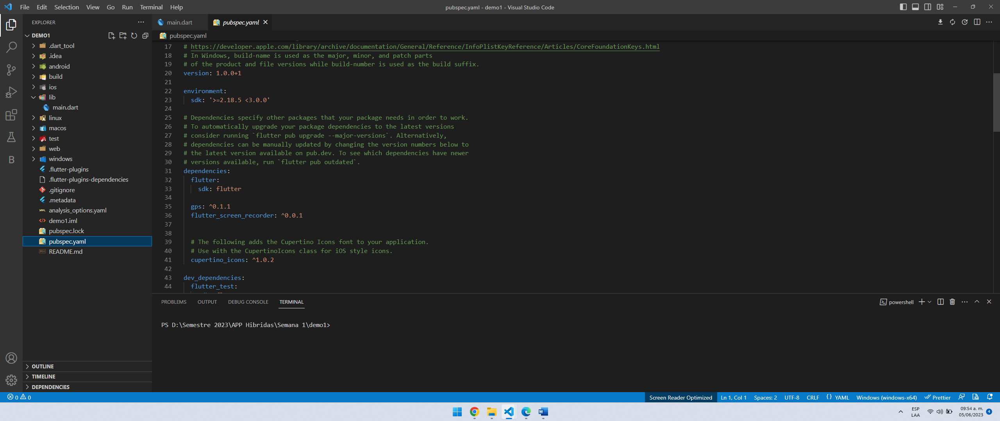 File Edit Selection View Go Run Terminal Help
pubspec.yaml - demo1 - Visual Studio Code
EXPLORER
DEMO1
.dart_tool
.idea
android
build
ios
lib
main.dart
linux
macos
test
web
windows
.flutter-plugins
.flutter-plugins-dependencies
.gitignore
.metadata
analysis_options.yaml
demo1.iml
pubspec.lock
pubspec.yaml
README.md
OUTLINE
TIMELINE
DEPENDENCIES
B
main.dart
pubspec.yaml
pubspec.yaml
17 # https://developer.apple.com/library/archive/documentation/General/Reference/InfoPlistKeyReference/Articles/CoreFoundationKeys.html
18 # In Windows, build-name is used as the major, minor, and patch parts
19 # of the product and file versions while build-number is used as the build suffix.
20 version: 1.0.0+1
21
22 environment:
23 sdk: '>=2.18.5 <3.0.0'
24
25 # Dependencies specify other packages that your package needs in order to work.
26 # To automatically upgrade your package dependencies to the latest versions
27 # consider running `flutter pub upgrade --major-versions`. Alternatively,
28 # dependencies can be manually updated by changing the version numbers below to
29 # the latest version available on pub.dev. To see which dependencies have newer
30 # versions available, run `flutter pub outdated`.
31 dependencies:
32 flutter:
33 sdk: flutter
34
35 gps: ^0.1.1
36 flutter_screen_recorder: ^0.0.1
37
38
39 # The following adds the Cupertino Icons font to your application.
40 # Use with the CupertinoIcons class for iOS style icons.
41 cupertino_icons: ^1.0.2
42
43 dev_dependencies:
44 flutter_test:
PROBLEMS OUTPUT DEBUG CONSOLE TERMINAL
powershell
PS D:\Semestre 2023\APP Hibridas\Semana 1\demo1>
0 0
Screen Reader Optimized Ln 1, Col 1 Spaces: 2 UTF-8 CRLF {} YAML Windows (windows-x64) Prettier
ESP
LAA
09:54 a. m.
05/06/2023
4